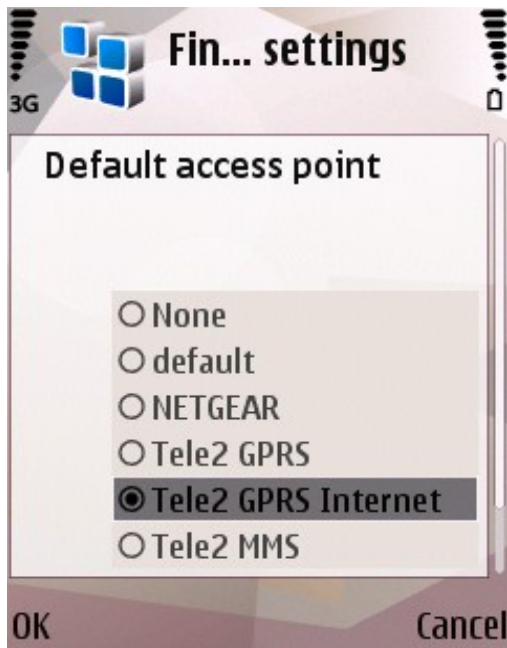 Fin... settings
3G
Default access point
None
default
NETGEAR
Tele2 GPRS
Tele2 GPRS Internet
Tele2 MMS
OK
Cancel